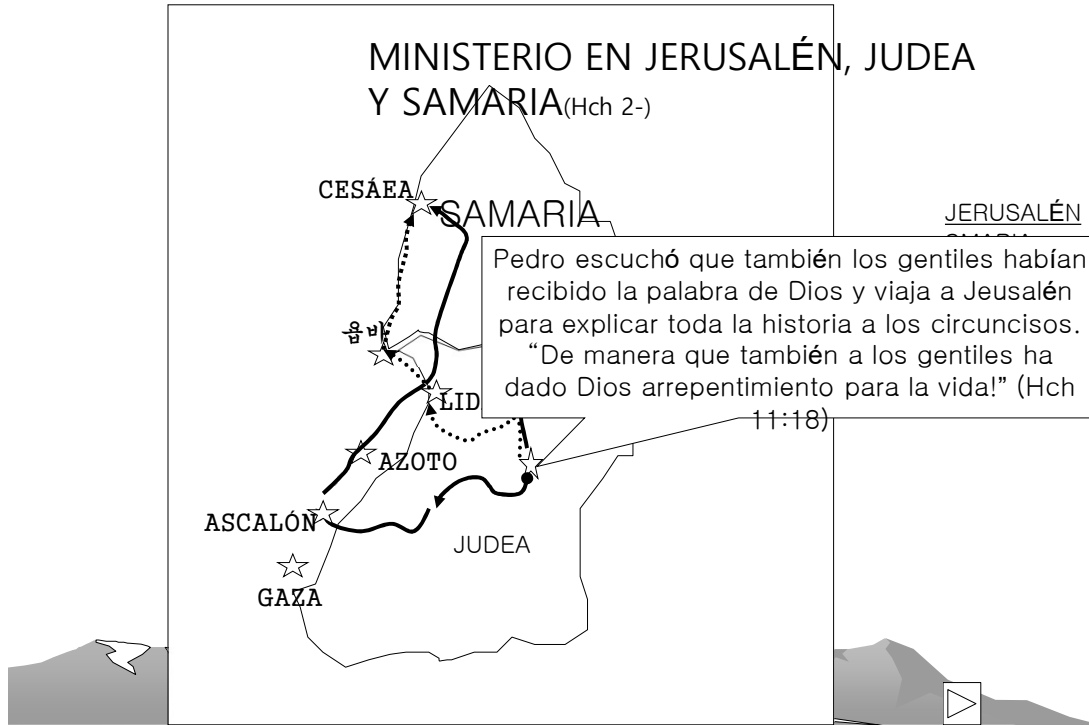 MINISTERIO EN JERUSALÉN, JUDEA
Y SAMARIA(Hch 2-)
CESÁEA
SAMARIA
JERUSALÉN
Pedro escuchó que también los gentiles habían
recibido la palabra de Dios y viaja a Jeusalén
para explicar toda la historia a los circuncisos.
“De manera que también a los gentiles ha
dado Dios arrepentimiento para la vida!” (Hch
11:18)
LID
AZOTO
ASCALÓN
JUDEA
GAZA